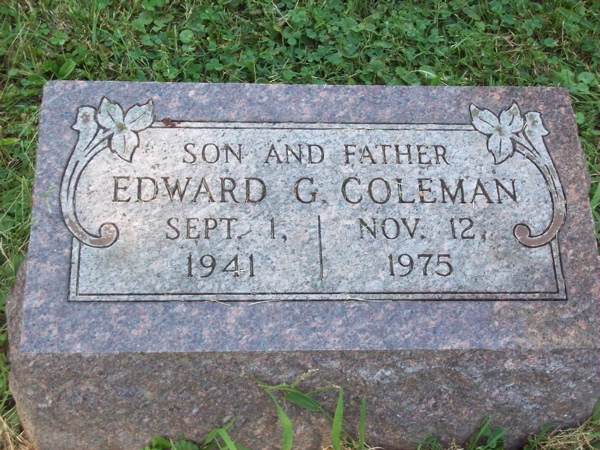 SON AND FATHER
EDWARD G. COLEMAN
SEPT. 1, NOV. 12,
1941 1975